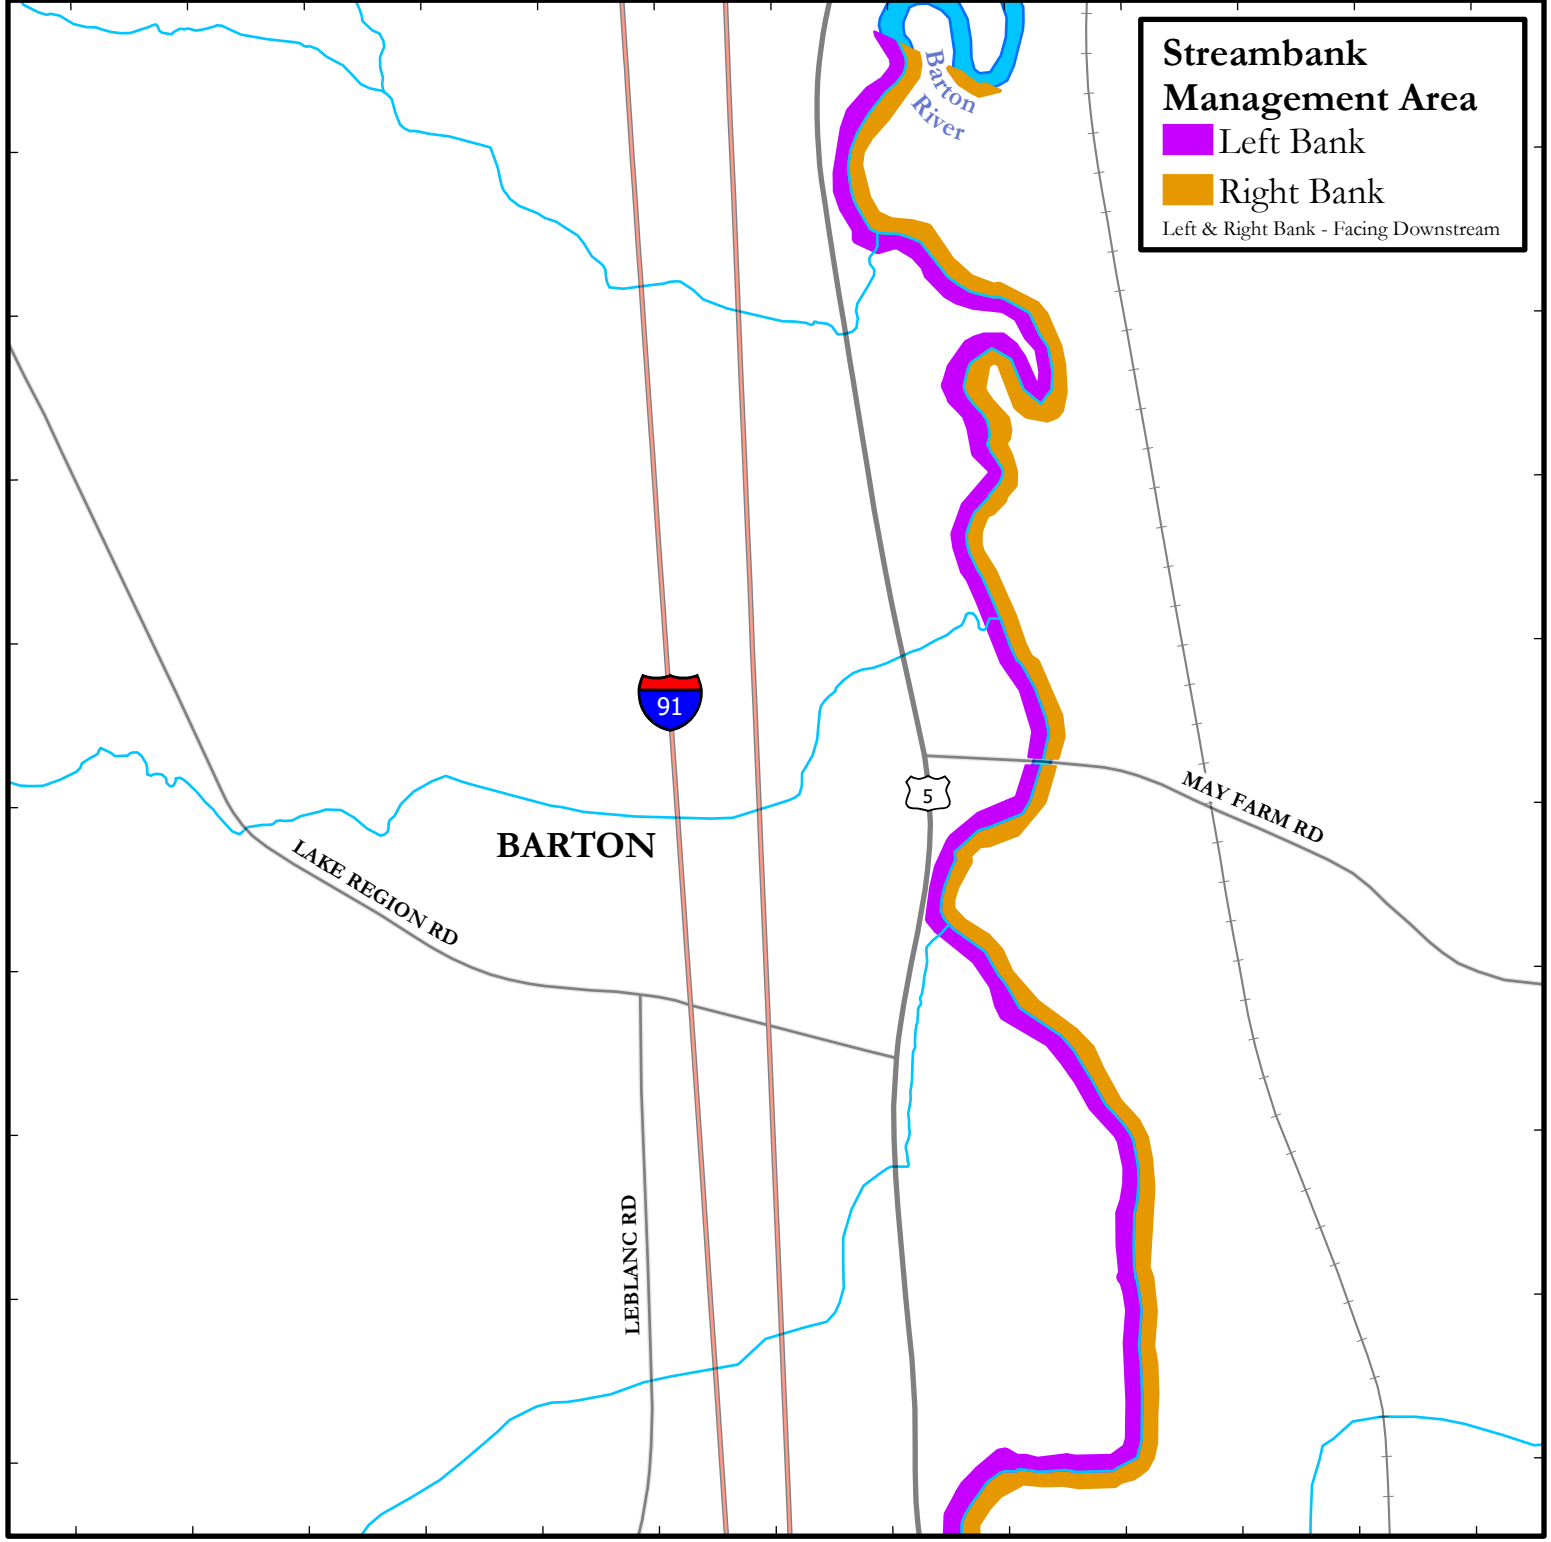 Streambank
Management Area
Left Bank
Right Bank
Left & Right Bank - Facing Downstream
Barton
River
91
5
MAY FARM RD
BARTON
LAKE REGION RD
LEBLANC RD